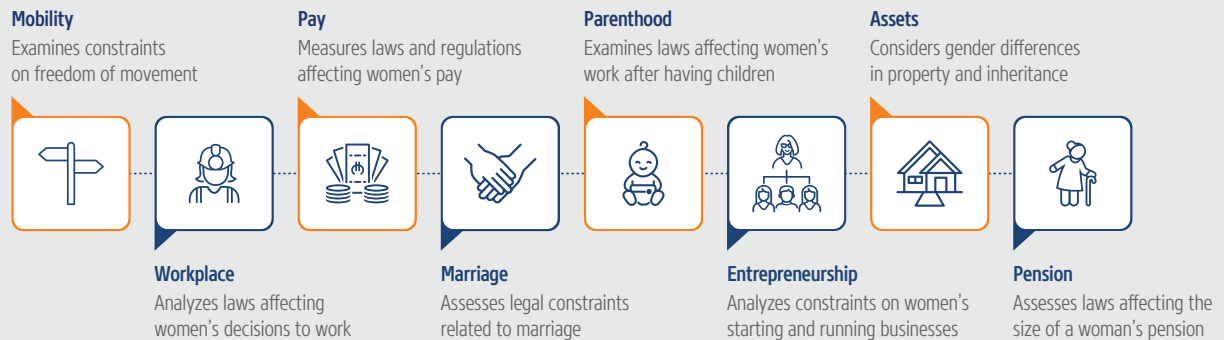 Mobility
Examines constraints
on freedom of movement
Pay
Measures laws and regulations
affecting women’s pay
Parenthood
Examines laws affecting women’s
work after having children
Assets
Considers gender differences
in property and inheritance
Workplace
Analyzes laws affecting
women’s decisions to work
Marriage
Assesses legal constraints
related to marriage
Entrepreneurship
Analyzes constraints on women’s
starting and running businesses
Pension
Assesses laws affecting the
size of a woman’s pension